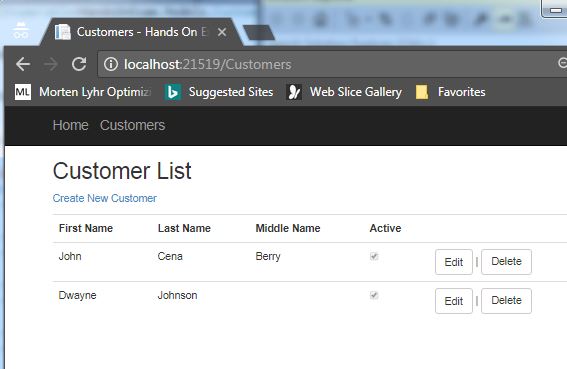 Customers - Hands On E
localhost:21519/Customers
ML Morten Lyhr Optimizi Suggested Sites Web Slice Gallery Favorites
Home Customers
Customer List
Create New Customer
First Name Last Name Middle Name Active
John Cena Berry Edit | Delete
Dwayne Johnson Edit | Delete